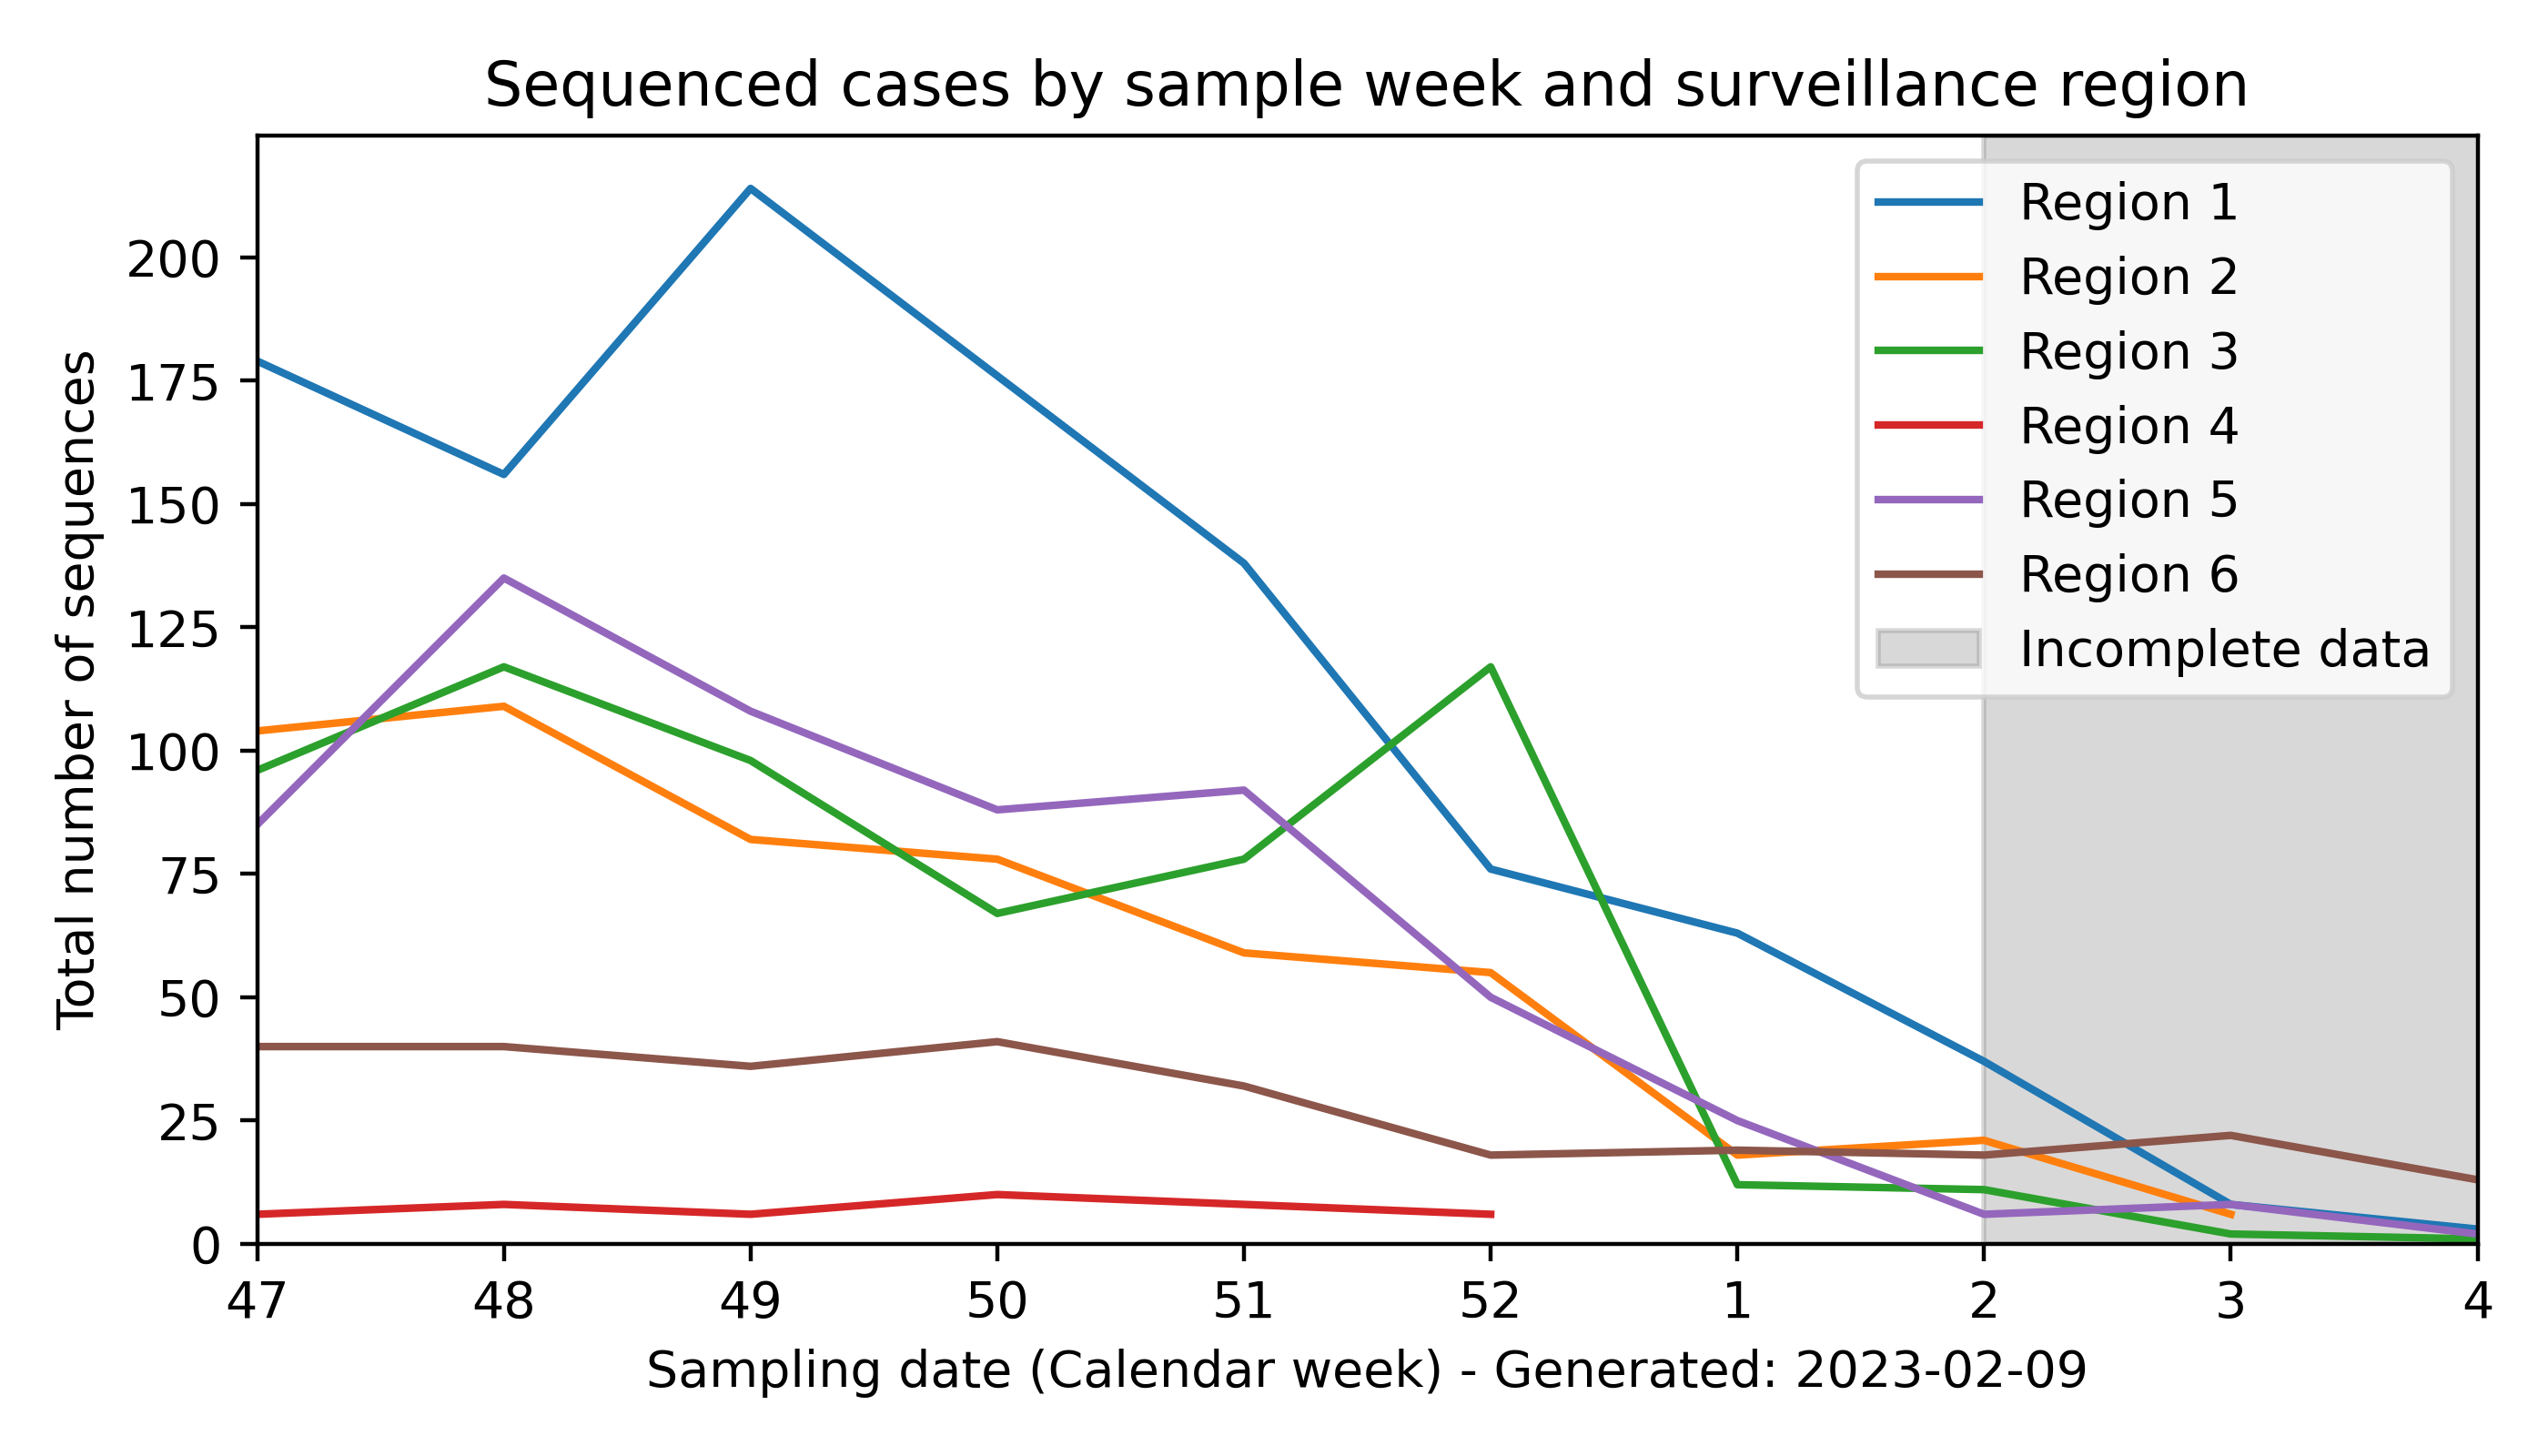 Sequenced cases by sample week and surveillance region
Total number of sequences
200
175
150
125
100
75
50
25
0
Region 1
Region 2
Region 3
Region 4
Region 5
Region 6
Incomplete data
47 48 49 50 51 52 1 2 3 4
Sampling date (Calendar week) - Generated: 2023-02-09